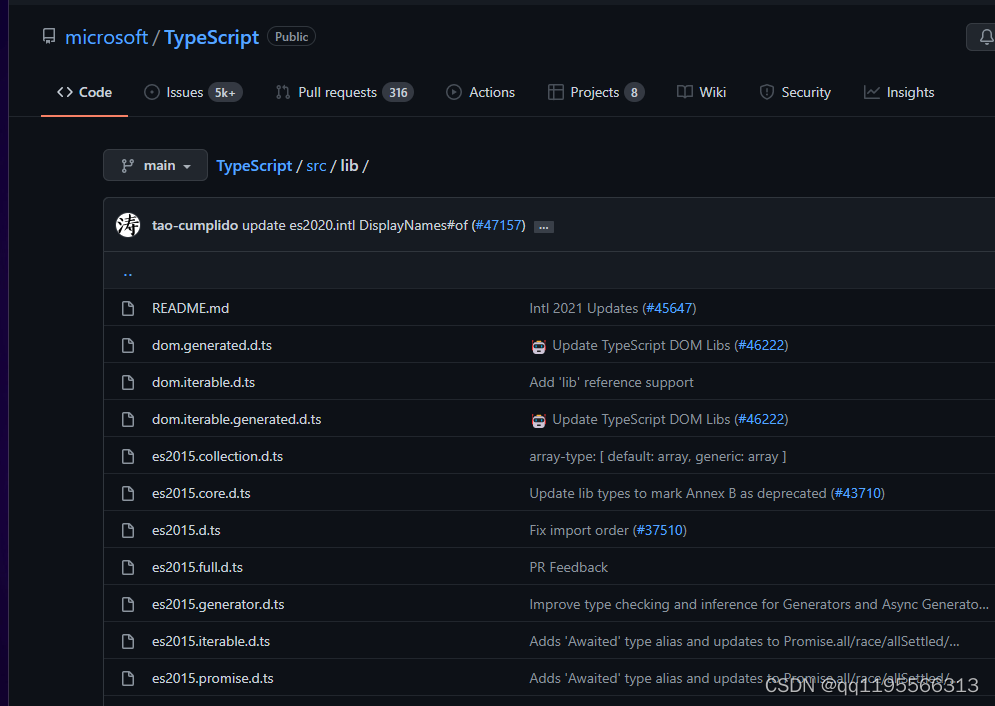 microsoft / TypeScript Public
Code Issues 5k+ Pull requests 316 Actions Projects 8 Wiki Security Insights
main TypeScript / src / lib /
涛 tao-cumplido update es2020.intl DisplayNames#of (#47157) ...
..
README.md Intl 2021 Updates (#45647)
dom.generated.d.ts Update TypeScript DOM Libs (#46222)
dom.iterable.d.ts Add 'lib' reference support
dom.iterable.generated.d.ts Update TypeScript DOM Libs (#46222)
es2015.collection.d.ts array-type: [ default: array, generic: array ]
es2015.core.d.ts Update lib types to mark Annex B as deprecated (#43710)
es2015.d.ts Fix import order (#37510)
es2015.full.d.ts PR Feedback
es2015.generator.d.ts Improve type checking and inference for Generators and Async Generato...
es2015.iterable.d.ts Adds 'Awaited' type alias and updates to Promise.all/race/allSettled/...
es2015.promise.d.ts Adds 'Awaited' type alias and updates to Promise.all/race/allSettled/...
CSDN @qq1195566313